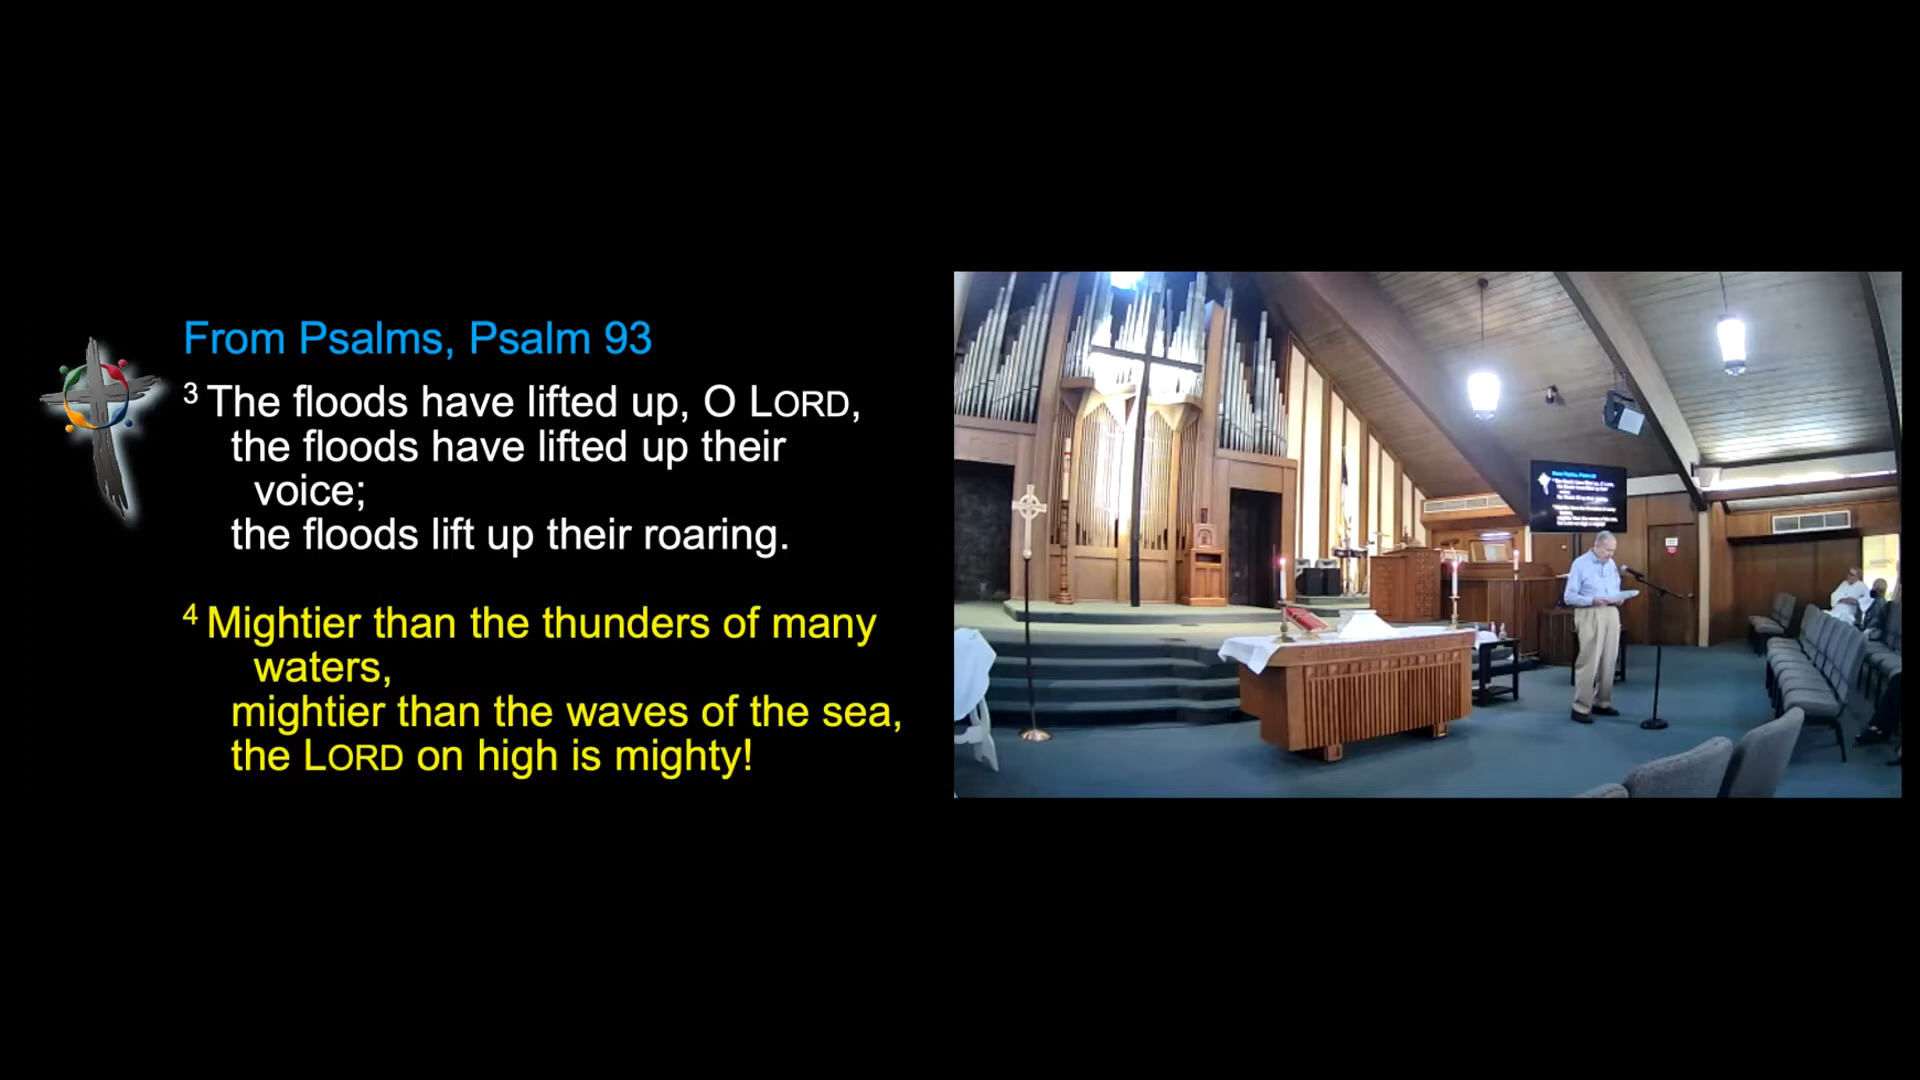 From Psalms, Psalm 93
3 The floods have lifted up, O LORD,
the floods have lifted up their
voice;
the floods lift up their roaring.
4 Mightier than the thunders of many
waters,
mightier than the waves of the sea,
the LORD on high is mighty!